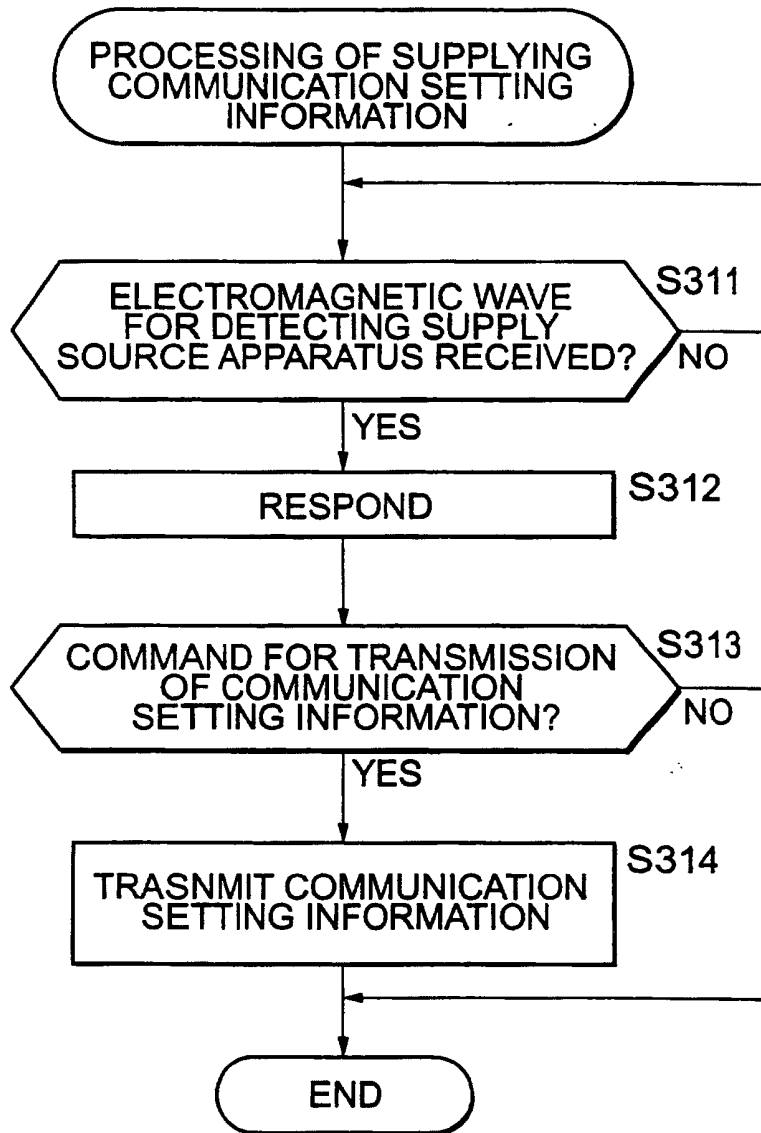 PROCESSING OF SUPPLYING
COMMUNICATION SETTING
INFORMATION
S311
ELECTROMAGNETIC WAVE
FOR DETECTING SUPPLY
SOURCE APPARATUS RECEIVED?
NO
YES
S312
RESPOND
S313
COMMAND FOR TRANSMISSION
OF COMMUNICATION
SETTING INFORMATION?
NO
YES
S314
TRASNMIT COMMUNICATION
SETTING INFORMATION
END